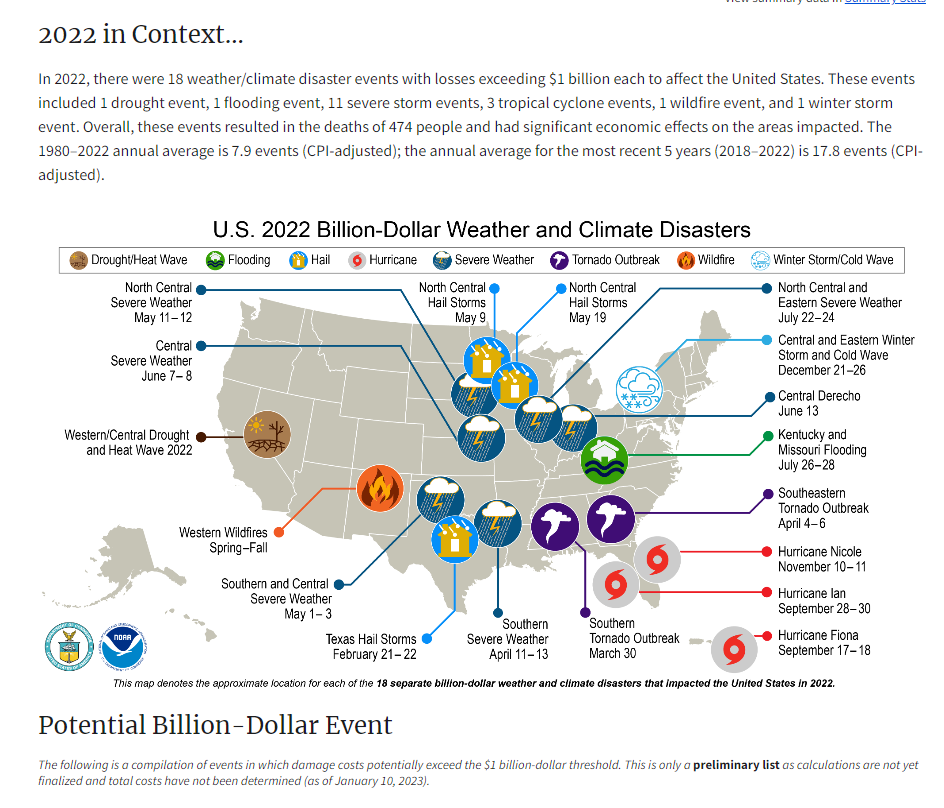 View summary data in Summary Stats
2022 in Context...
In 2022, there were 18 weather/climate disaster events with losses exceeding $1 billion each to affect the United States. These events
included 1 drought event, 1 flooding event, 11 severe storm events, 3 tropical cyclone events, 1 wildfire event, and 1 winter storm
event. Overall, these events resulted in the deaths of 474 people and had significant economic effects on the areas impacted. The
1980–2022 annual average is 7.9 events (CPI-adjusted); the annual average for the most recent 5 years (2018–2022) is 17.8 events (CPI-
adjusted).
U.S. 2022 Billion-Dollar Weather and Climate Disasters
Drought/Heat Wave Flooding Hail Hurricane Severe Weather Tornado Outbreak Wildfire Winter Storm/Cold Wave
North Central
Severe Weather
May 11–12
North Central
Hail Storms
May 9
North Central
Hail Storms
May 19
North Central and
Eastern Severe Weather
July 22–24
Central
Severe Weather
June 7–8
Central and Eastern Winter
Storm and Cold Wave
December 21–26
Central Derecho
June 13
Western/Central Drought
and Heat Wave 2022
Kentucky and
Missouri Flooding
July 26–28
Southeastern
Tornado Outbreak
April 4–6
Western Wildfires
Spring–Fall
Hurricane Nicole
November 10–11
Southern and Central
Severe Weather
May 1–3
Hurricane Ian
September 28–30
Texas Hail Storms
February 21–22
Southern
Severe Weather
April 11–13
Southern
Tornado Outbreak
March 30
Hurricane Fiona
September 17–18
NOAA
This map denotes the approximate location for each of the 18 separate billion-dollar weather and climate disasters that impacted the United States in 2022.
Potential Billion-Dollar Event
The following is a compilation of events in which damage costs potentially exceed the $1 billion-dollar threshold. This is only a preliminary list as calculations are not yet
finalized and total costs have not been determined (as of January 10, 2023).